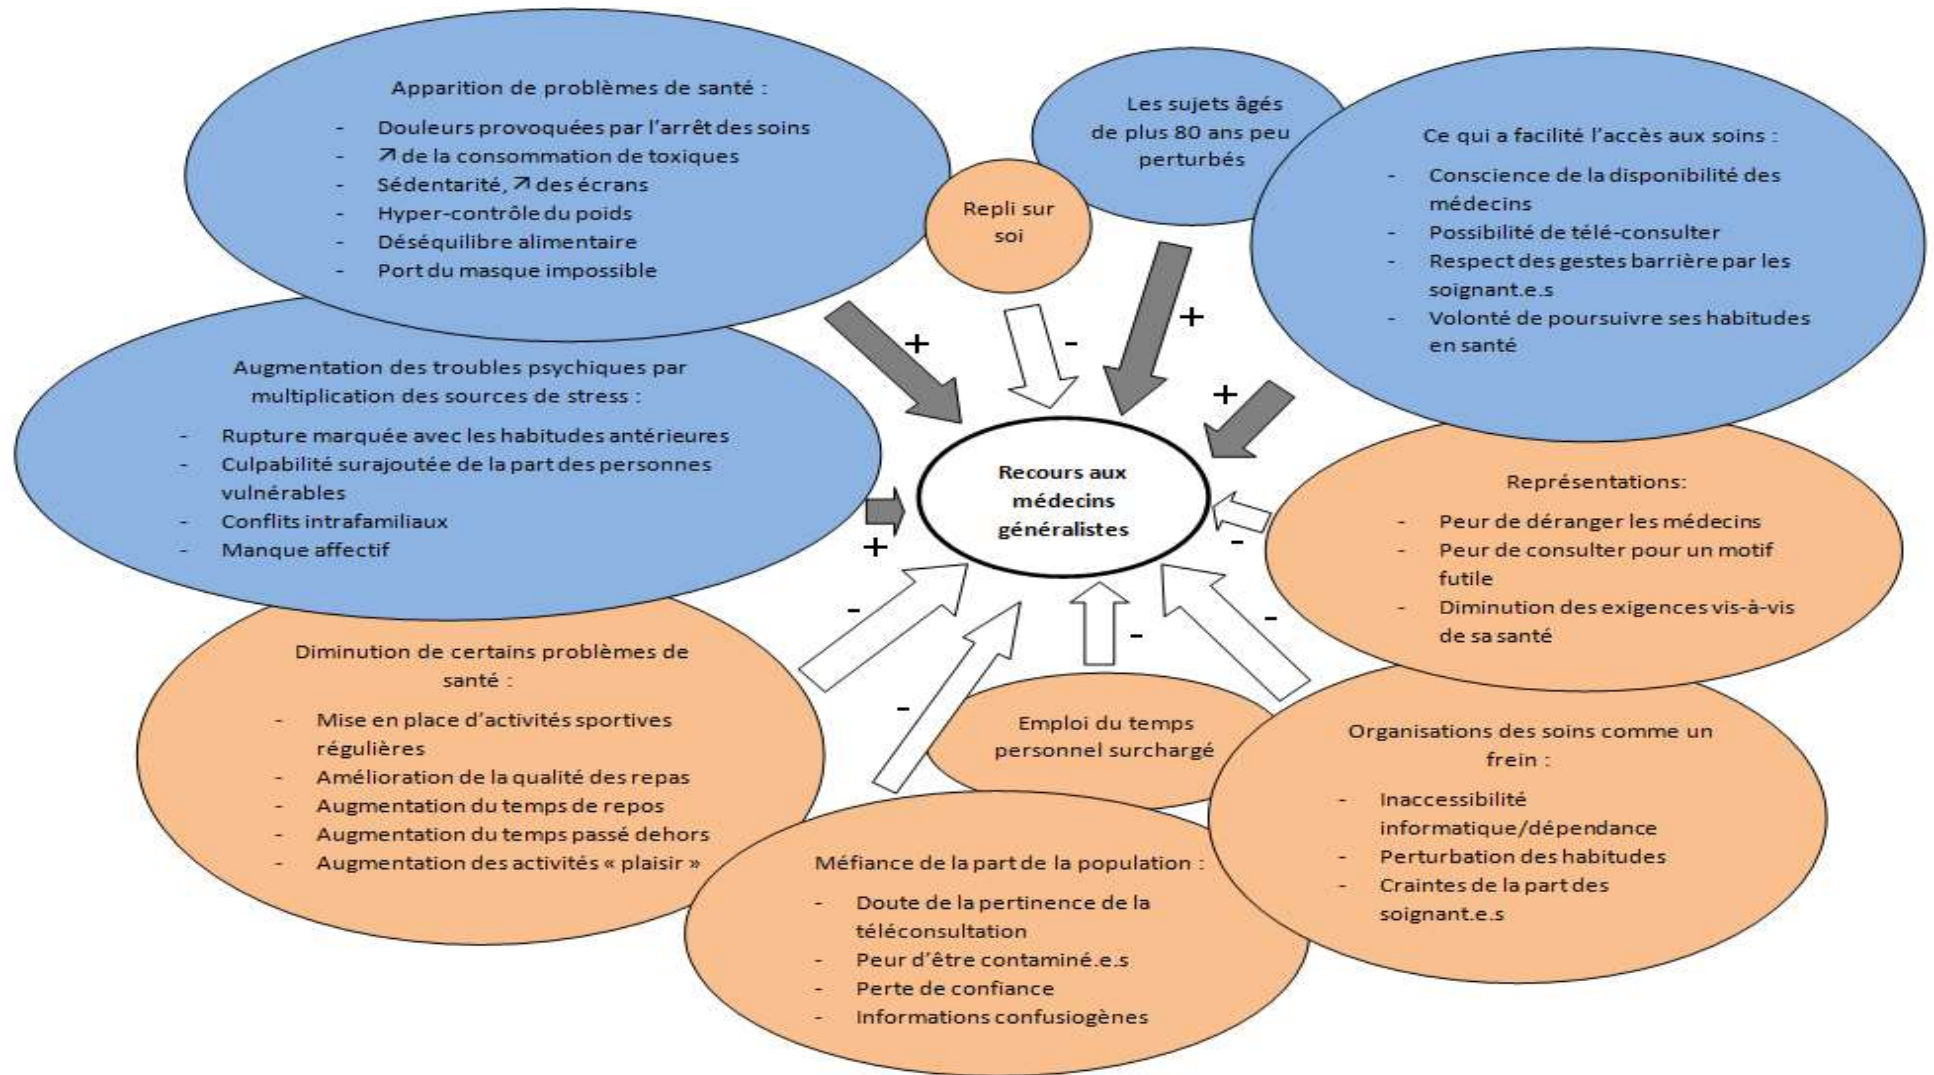 Apparition de problèmes de santé :
- Douleurs provoquées par l'arrêt des soins
- ↗ de la consommation de toxiques
- Sédentarité, ↗ des écrans
- Hyper-contrôle du poids
- Déséquilibre alimentaire
- Port du masque impossible
Repli sur
soi
Les sujets âgés
de plus 80 ans peu
perturbés
Ce qui a facilité l'accès aux soins :
- Conscience de la disponibilité des
médecins
- Possibilité de télé-consulter
- Respect des gestes barrière par les
soignant.e.s
- Volonté de poursuivre ses habitudes
en santé
Augmentation des troubles psychiques par
multiplication des sources de stress :
- Rupture marquée avec les habitudes antérieures
- Culpabilité surajoutée de la part des personnes
vulnérables
- Conflits intrafamiliaux
- Manque affectif
+
-
+
+
Recours aux
médecins
généralistes
+
-
Représentations:
- Peur de déranger les médecins
- Peur de consulter pour un motif
futile
- Diminution des exigences vis-à-vis
de sa santé
-
-
-
-
Diminution de certains problèmes de
santé :
- Mise en place d'activités sportives
régulières
- Amélioration de la qualité des repas
- Augmentation du temps de repos
- Augmentation du temps passé dehors
- Augmentation des activités « plaisir »
Emploi du temps
personnel surchargé
Organisations des soins comme un
frein :
- Inaccessibilité
informatique/dépendance
- Perturbation des habitudes
- Craintes de la part des
soignant.e.s
Méfiance de la part de la population :
- Doute de la pertinence de la
téléconsultation
- Peur d'être contaminé.e.s
- Perte de confiance
- Informations confusiogènes